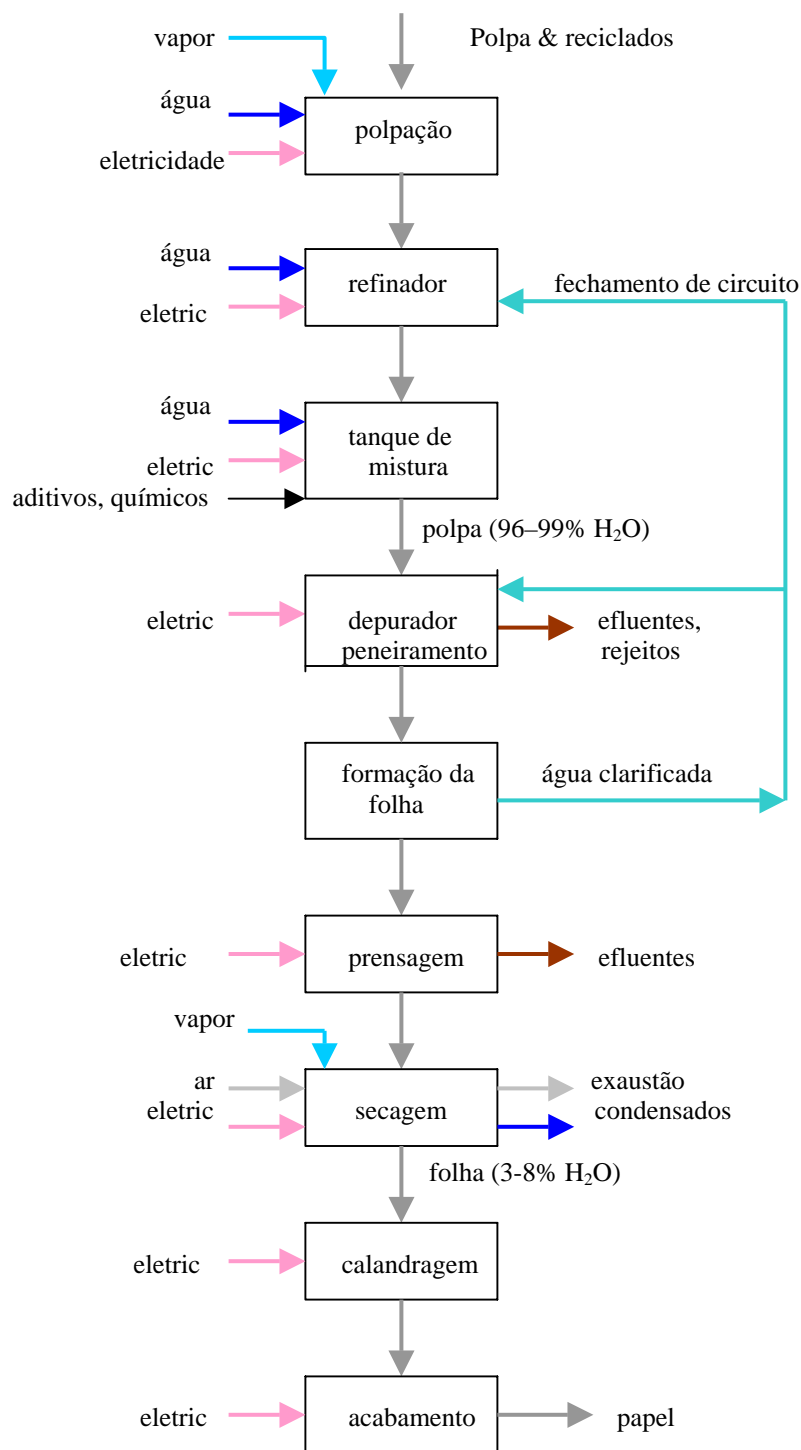 vapor
Polpa & reciclados
água
polpação
eletricidade
água
fechamento de circuito
refinador
eletric
água
tanque de
mistura
eletric
aditivos, químicos
polpa (96–99% H₂O)
eletric
depurador
peneiramento
efluentes,
rejeitos
formação da
folha
água clarificada
eletric
prensagem
efluentes
vapor
ar
eletric
secagem
exaustão
condensados
folha (3-8% H₂O)
eletric
calandragem
eletric
acabamento
papel